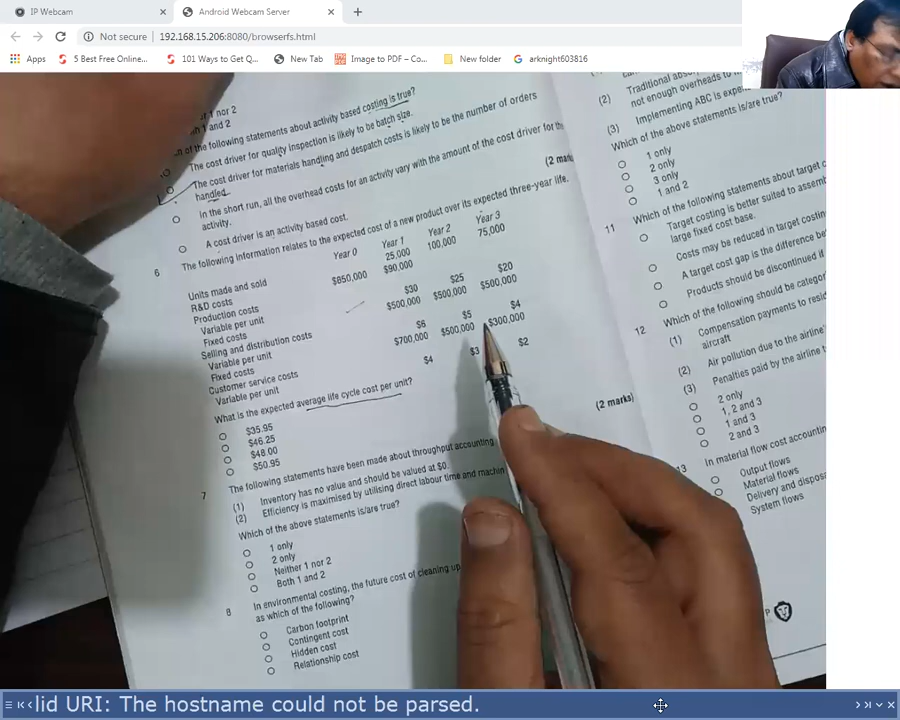 IP Webcam
Android Webcam Server
Not secure
192.168.15.206:8080/browserfs.html
Apps
5 Best Free Online...
101 Ways to Get Q...
New Tab
Image to PDF – Co...
New folder
arknight603816
1 nor 2
1 and 2
of the following statements about activity based costing is true?
The cost driver for quality inspection is likely to be batch size.
The cost driver for materials handling and despatch costs is likely to be the number of orders
handled.
In the short run, all the overhead costs for an activity vary with the amount of the cost driver for the
activity.
A cost driver is an activity based cost.
(2 marks
6
The following information relates to the expected cost of a new product over its expected three-year life.
Year 0 Year 1 Year 2 Year 3
Units made and sold 25,000 100,000 75,000
R&D costs $850,000 $90,000
Production costs
Variable per unit $30 $25 $20
Fixed costs $500,000 $500,000 $500,000
Selling and distribution costs
Variable per unit $6 $5 $4
Fixed costs $700,000 $500,000 $300,000
Customer service costs
Variable per unit $4 $3 $2
What is the expected average life cycle cost per unit?
$35.95
$46.25
$48.00
$50.95
(2 marks)
7
The following statements have been made about throughput accounting
(1) Inventory has no value and should be valued at $0.
(2) Efficiency is maximised by utilising direct labour time and machin
Which of the above statements is/are true?
1 only
2 only
Neither 1 nor 2
Both 1 and 2
8
In environmental costing, the future cost of cleaning up
as which of the following?
Carbon footprint
Contingent cost
Hidden cost
Relationship cost
(2) Traditional abso
not enough overheads to
(3) Implementing ABC is expe
Which of the above statements is/are true?
1 only
2 only
3 only
1 and 2
11
Which of the following statements about target c
Target costing is better suited to assemb
large fixed cost base.
Costs may be reduced in target costing
A target cost gap is the difference be
Products should be discontinued if
12
Which of the following should be categor
(1) Compensation payments to resid
aircraft
(2) Air pollution due to the airline'
(3) Penalties paid by the airline
2 only
1, 2 and 3
1 and 3
2 and 3
13
In material flow cost accountin
Output flows
Material flows
Delivery and dispos
System flows
lid URI: The hostname could not be parsed.